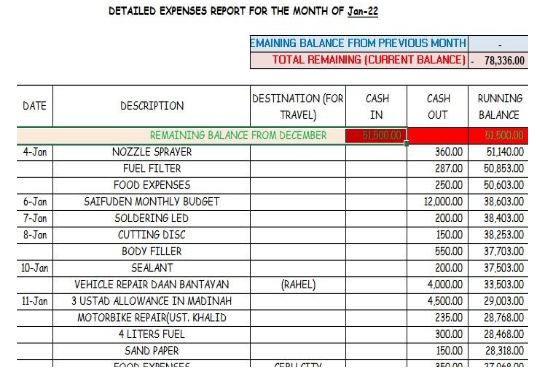 DETAILED EXPENSES REPORT FOR THE MONTH OF Jan-22
EMAINING BALANCE FROM PREVIOUS MONTH -
TOTAL REMAINING (CURRENT BALANCE) - 78,336.00
DATE DESCRIPTION DESTINATION (FOR TRAVEL) CASH IN CASH OUT RUNNING BALANCE
REMAINING BALANCE FROM DECEMBER 51,500.00 51,500.00
4-Jan NOZZLE SPRAYER 360.00 51,140.00
FUEL FILTER 287.00 50,853.00
FOOD EXPENSES 250.00 50,603.00
6-Jan SAIFUDEN MONTHLY BUDGET 12,000.00 38,603.00
7-Jan SOLDERING LED 200.00 38,403.00
8-Jan CUTTING DISC 150.00 38,253.00
BODY FILLER 550.00 37,703.00
10-Jan SEALANT 200.00 37,503.00
VEHICLE REPAIR DAAN BANTAYAN (RAHEL) 4,000.00 33,503.00
11-Jan 3 USTAD ALLOWANCE IN MADINAH 4,500.00 29,003.00
MOTORBIKE REPAIR(UST. KHALID 235.00 28,768.00
4 LITERS FUEL 300.00 28,468.00
SAND PAPER 150.00 28,318.00
FOOD EXPENSES CEBU CITY 350.00 27,968.00